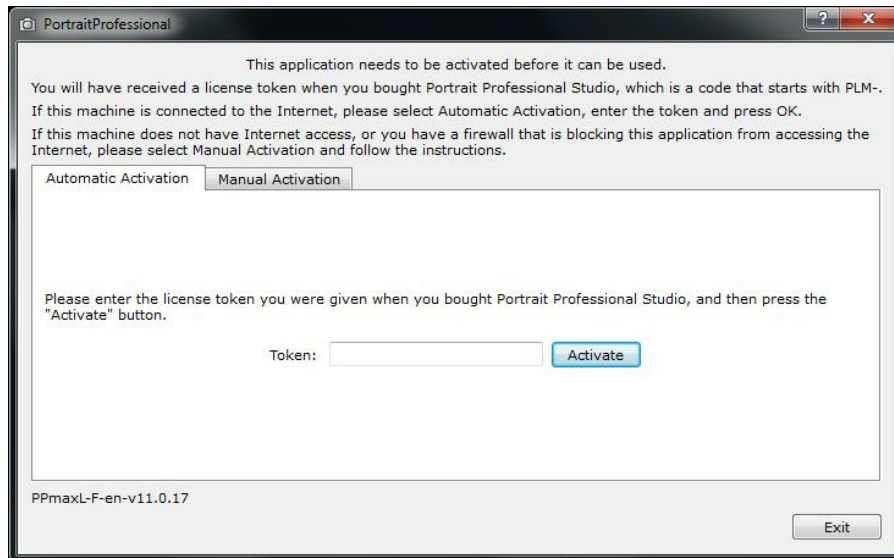 PortraitProfessional
This application needs to be activated before it can be used.
You will have received a license token when you bought Portrait Professional Studio, which is a code that starts with PLM-.
If this machine is connected to the Internet, please select Automatic Activation, enter the token and press OK.
If this machine does not have Internet access, or you have a firewall that is blocking this application from accessing the
Internet, please select Manual Activation and follow the instructions.
Automatic Activation
Manual Activation
Please enter the license token you were given when you bought Portrait Professional Studio, and then press the
"Activate" button.
Token:
Activate
PPmaxL-F-en-v11.0.17
Exit